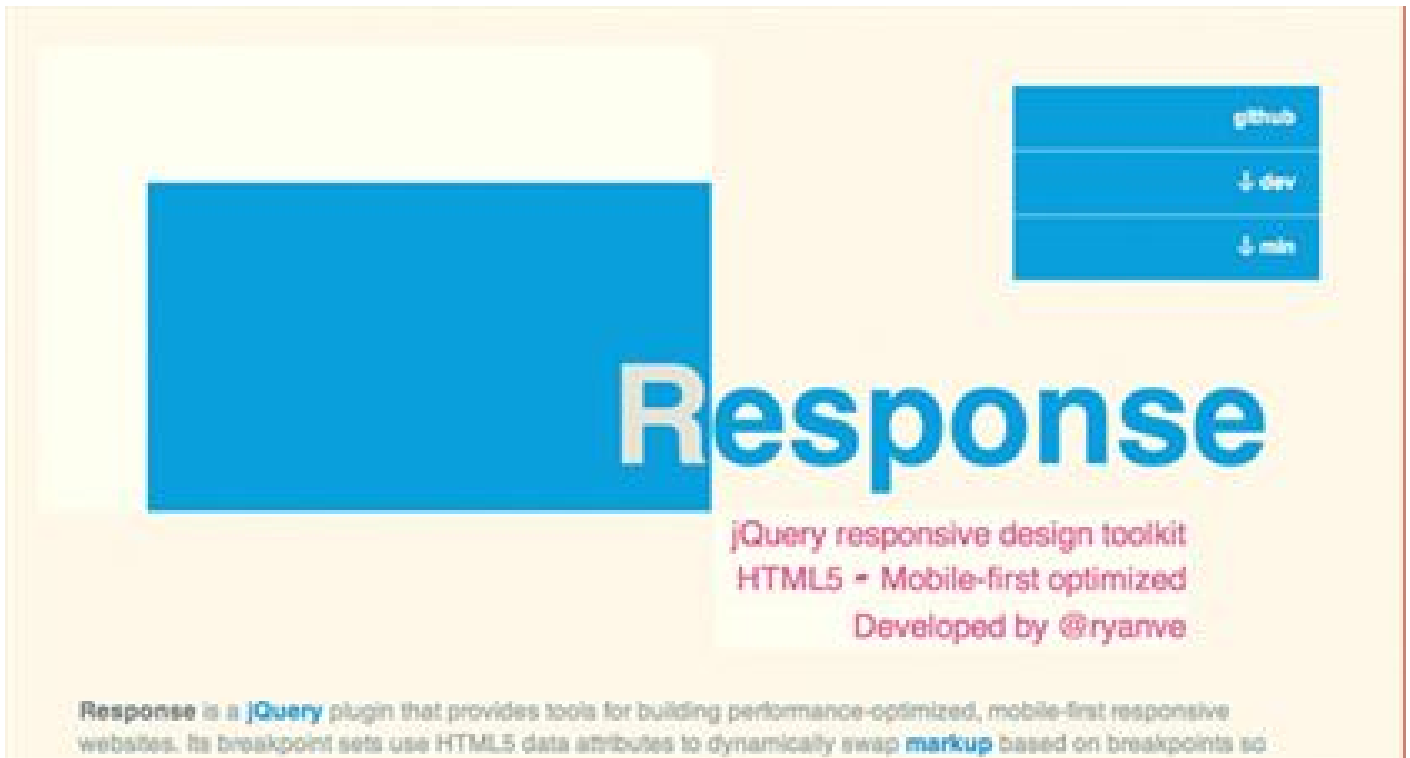 github
↓ dev
↓ min
Response
jQuery responsive design toolkit
HTML5 - Mobile-first optimized
Developed by @ryanve
Response is a jQuery plugin that provides tools for building performance-optimized, mobile-first responsive
websites. Its breakpoint sets use HTML5 data attributes to dynamically swap markup based on breakpoints so